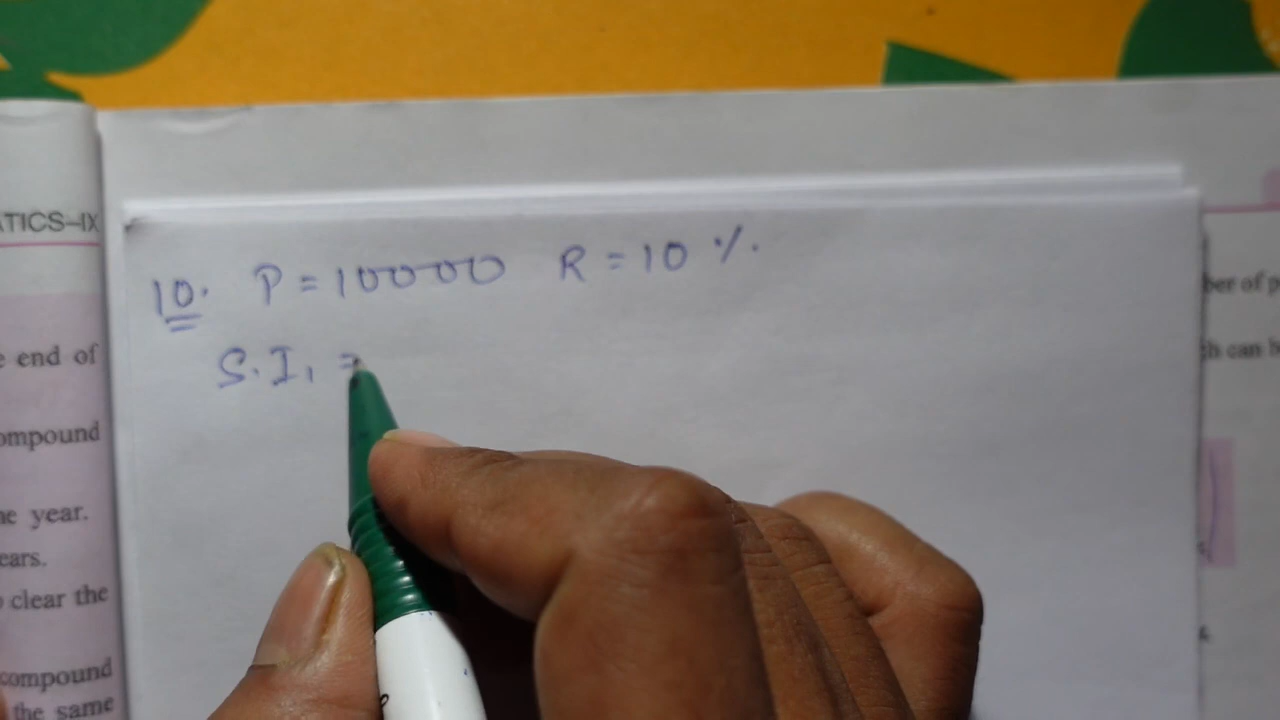 ATICS–IX
10. P = 10000 R = 10 %.
S.I₁ =
end of
ompound
year.
ears.
clear the
compound
the same
ber of p
h can b